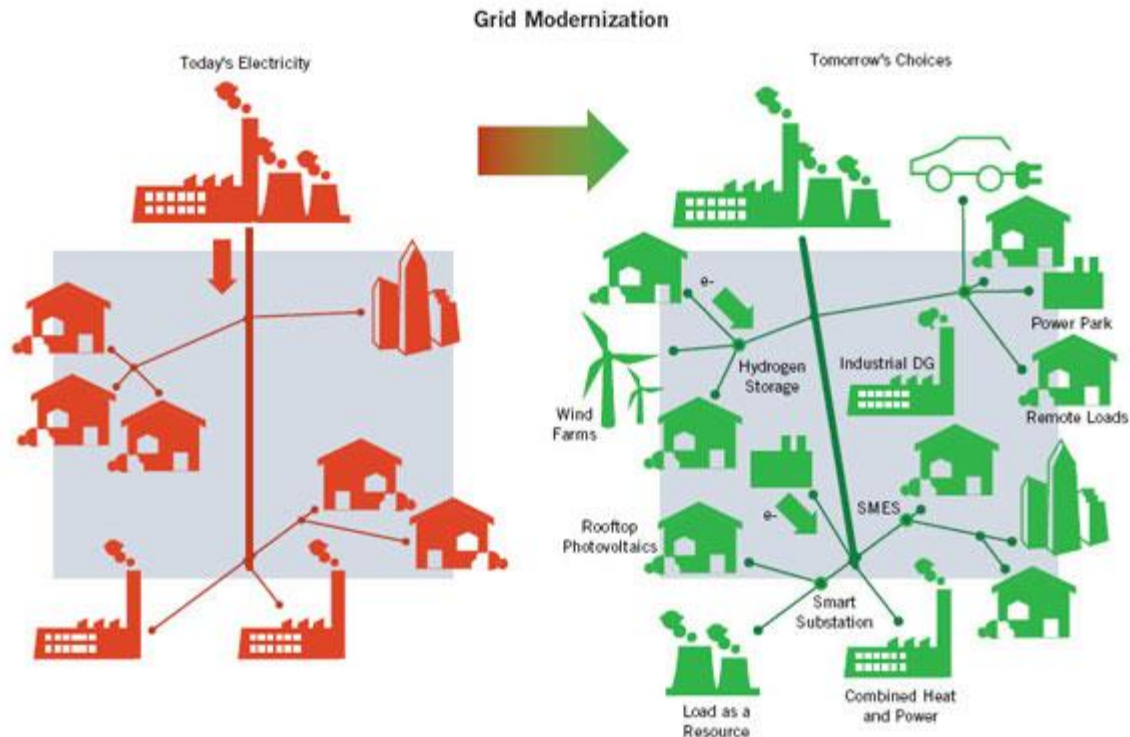 Grid Modernization
Today's Electricity
Tomorrow's Choices
e-
Power Park
Hydrogen
Storage
Industrial DG
Wind
Farms
Remote Loads
SMES
e-
Rooftop
Photovoltaics
Smart
Substation
Load as a
Resource
Combined Heat
and Power